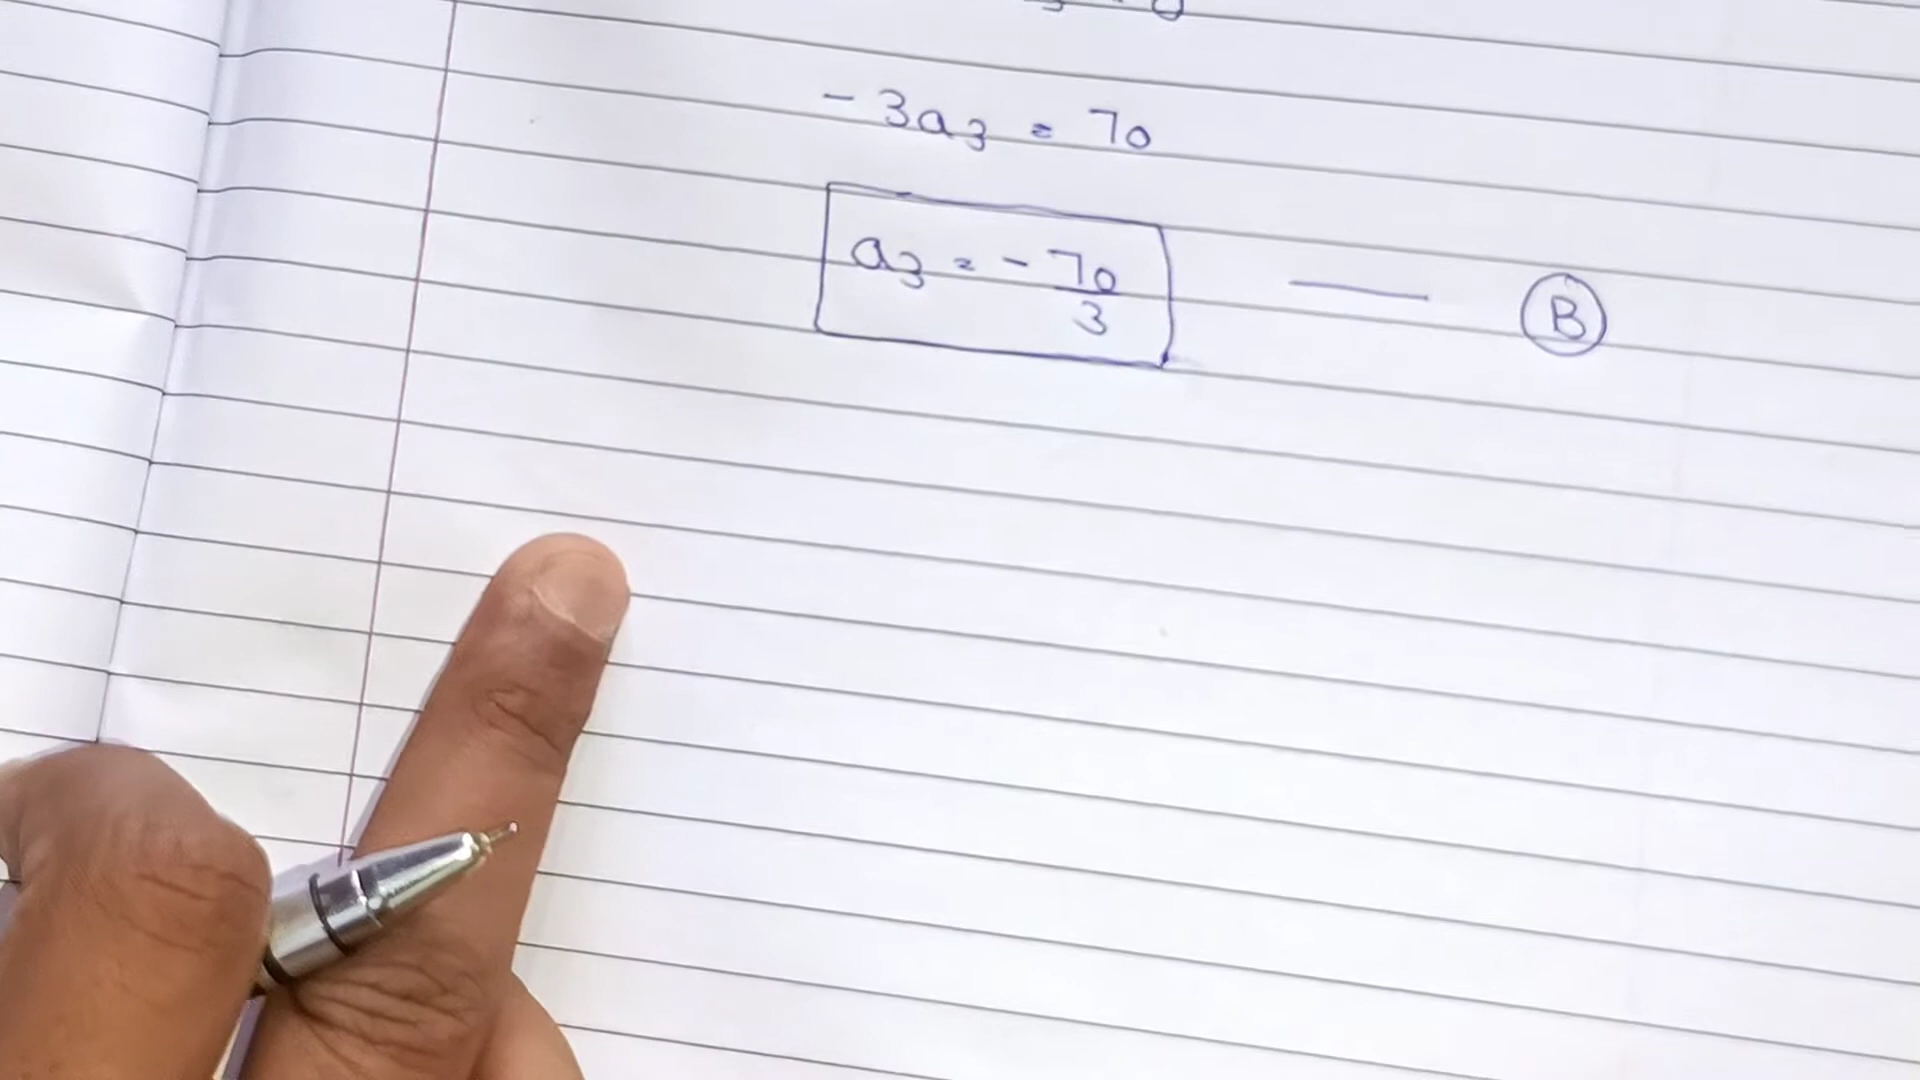 - 3a₃ = 70
a₃ = - 70/3 —— B